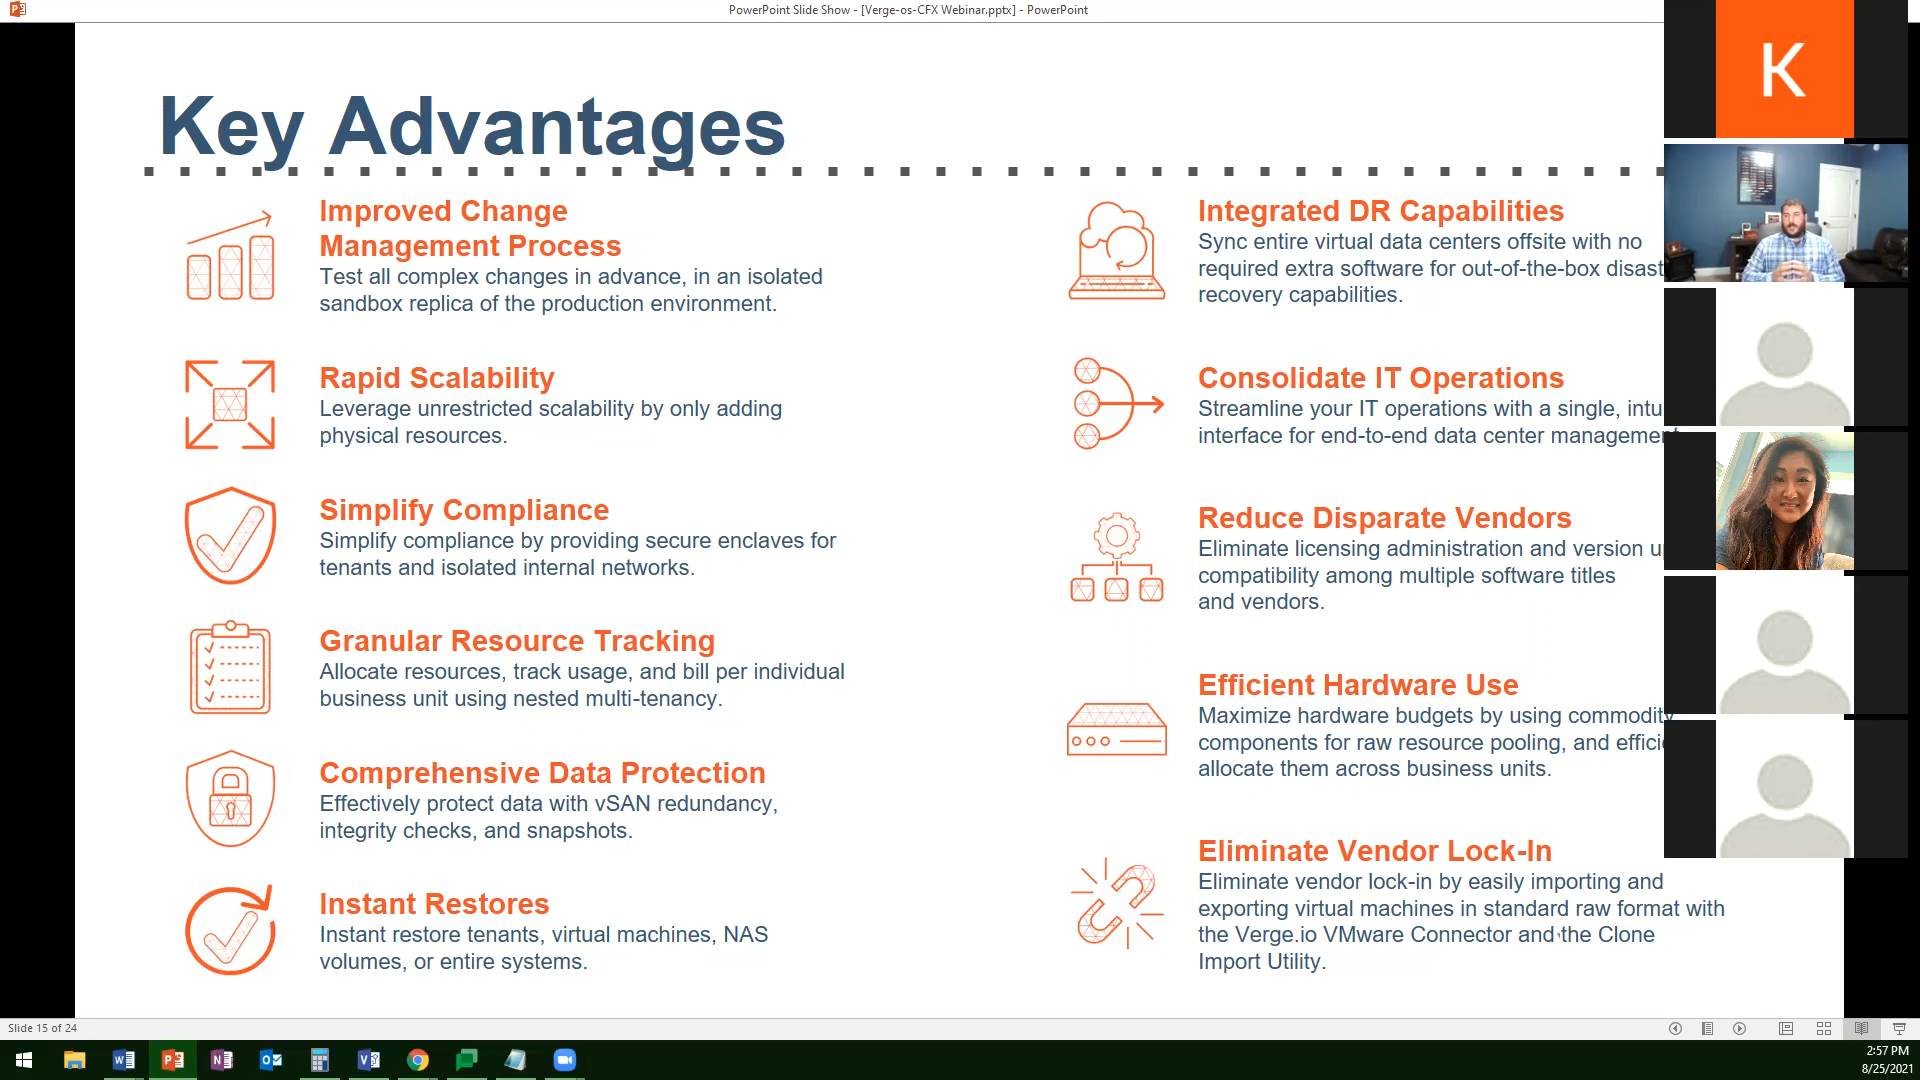 PowerPoint Slide Show - [Verge-os-CFX Webinar.pptx] - PowerPoint
K
Key Advantages
Improved Change
Management Process
Test all complex changes in advance, in an isolated
sandbox replica of the production environment.
Rapid Scalability
Leverage unrestricted scalability by only adding
physical resources.
Simplify Compliance
Simplify compliance by providing secure enclaves for
tenants and isolated internal networks.
Granular Resource Tracking
Allocate resources, track usage, and bill per individual
business unit using nested multi-tenancy.
Comprehensive Data Protection
Effectively protect data with vSAN redundancy,
integrity checks, and snapshots.
Instant Restores
Instant restore tenants, virtual machines, NAS
volumes, or entire systems.
Integrated DR Capabilities
Sync entire virtual data centers offsite with no
required extra software for out-of-the-box
recovery capabilities.
Consolidate IT Operations
Streamline your IT operations with a single,
interface for end-to-end data center management
Reduce Disparate Vendors
Eliminate licensing administration and version
compatibility among multiple software titles
and vendors.
Efficient Hardware Use
Maximize hardware budgets by using commodity
components for raw resource pooling, and
allocate them across business units.
Eliminate Vendor Lock-In
Eliminate vendor lock-in by easily importing and
exporting virtual machines in standard raw format with
the Verge.io VMware Connector and the Clone
Import Utility.
Slide 15 of 24
2:57 PM
8/25/2021